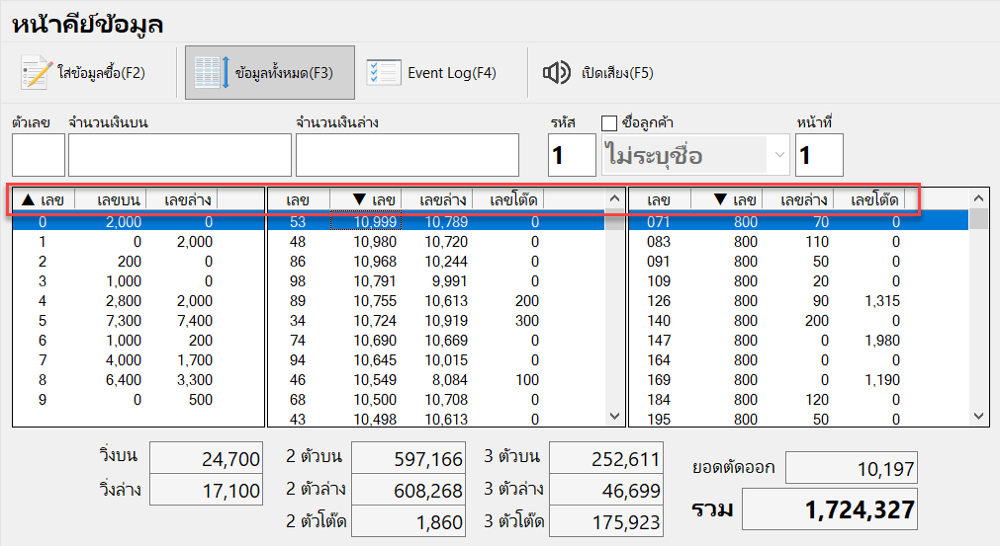 หน้าคีย์ข้อมูล
ใส่ข้อมูลซื้อ(F2) ข้อมูลทั้งหมด(F3) Event Log(F4) เปิดเสียง(F5)
ตัวเลข จำนวนเงินบน จำนวนเงินล่าง รหัส ชื่อลูกค้า หน้าที่
1 ไม่ระบุชื่อ 1
▲ เลข เลขบน เลขล่าง เลข ▼ เลข เลขล่าง เลขโต๊ด เลข ▼ เลข เลขล่าง เลขโต๊ด
0 2,000 0 53 10,999 10,789 0 071 800 70 0
1 0 2,000 48 10,980 10,720 0 083 800 110 0
2 200 0 86 10,968 10,244 0 091 800 50 0
3 1,000 0 98 10,791 9,991 0 109 800 20 0
4 2,800 2,000 89 10,755 10,613 200 126 800 90 1,315
5 7,300 7,400 34 10,724 10,919 300 140 800 200 0
6 1,000 200 74 10,690 10,669 0 147 800 0 1,980
7 4,000 1,700 94 10,645 10,015 0 164 800 0 0
8 6,400 3,300 46 10,549 8,084 100 169 800 0 1,190
9 0 500 68 10,500 10,708 0 184 800 120 0
43 10,498 10,613 0 195 800 50 0
วิ่งบน 24,700 2 ตัวบน 597,166 3 ตัวบน 252,611 ยอดตัดออก 10,197
วิ่งล่าง 17,100 2 ตัวล่าง 608,268 3 ตัวล่าง 46,699 รวม 1,724,327
2 ตัวโต๊ด 1,860 3 ตัวโต๊ด 175,923